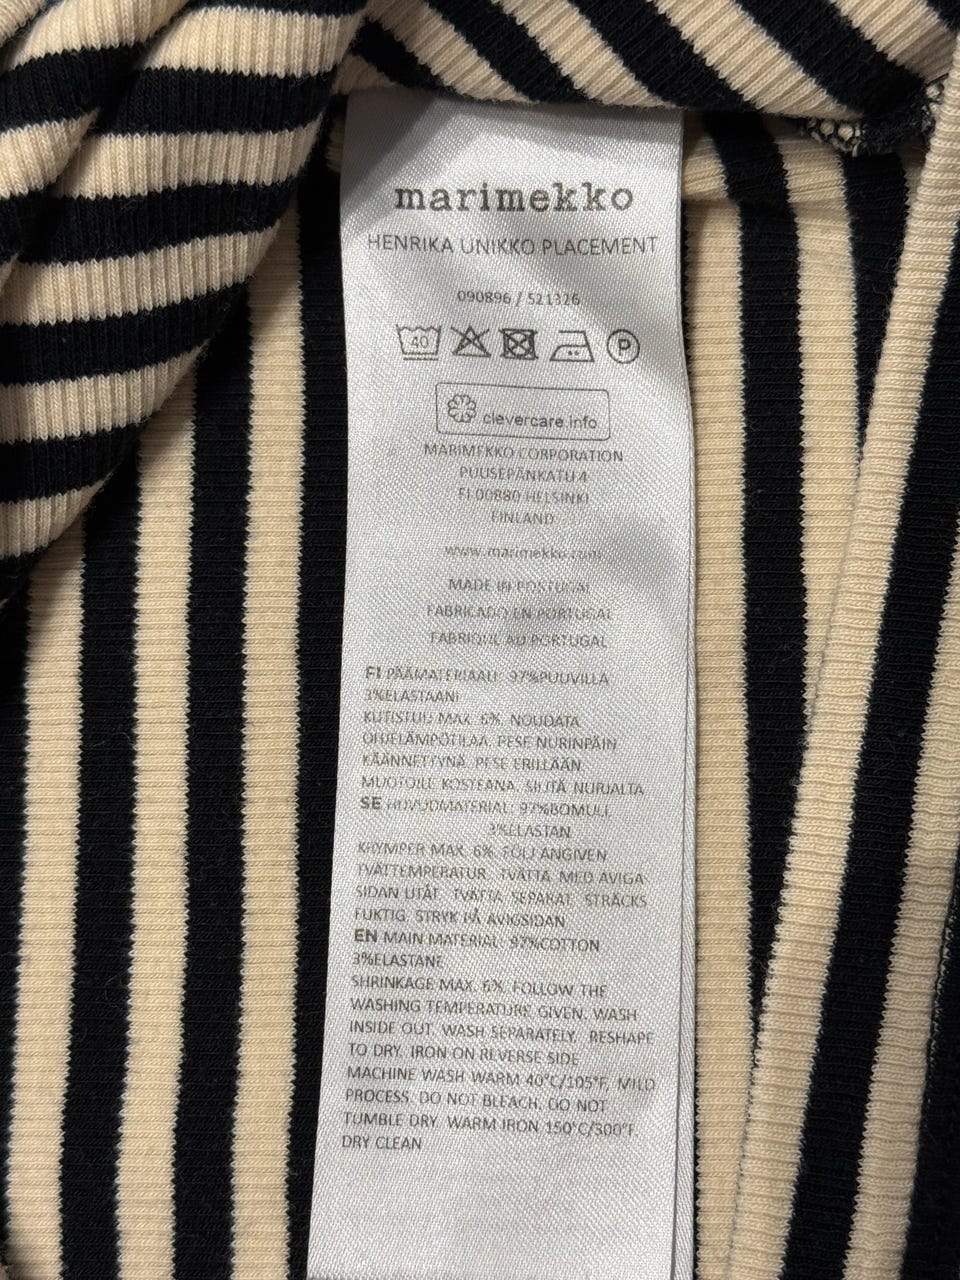 marimekko
HENRIKA UNIKKO PLACEMENT
090896 / 521326
40 P
clevercare.info
MARIMEKKO CORPORATION
PUUSEPÄNKATU 4
FI 00880 HELSINKI
FINLAND
www.marimekko.com
MADE IN PORTUGAL
FABRICADO EN PORTUGAL
FABRIQUÉ AU PORTUGAL
FI PÄÄMATERIAALI: 97%PUUVILLA
3%ELASTAANI
KUTISTUU MAX. 6%. NOUDATA
OHJELÄMPÖTILAA. PESE NURINPÄIN
KÄÄNNETTYNÄ. PESE ERILLÄÄN.
MUOTOILE KOSTEANA. SILITÄ NURJALTA
SE HUVUDMATERIAL: 97%BOMULL
3%ELASTAN
KRYMPER MAX. 6%. FÖLJ ANGIVEN
TVÄTTEMPERATUR. TVÄTTA MED AVIGA
SIDAN UTÅT. TVÄTTA SEPARAT. STRÄCKS
FUKTIG. STRYK PÅ AVIGSIDAN
EN MAIN MATERIAL: 97%COTTON
3%ELASTANE
SHRINKAGE MAX. 6%. FOLLOW THE
WASHING TEMPERATURE GIVEN. WASH
INSIDE OUT. WASH SEPARATELY. RESHAPE
TO DRY. IRON ON REVERSE SIDE
MACHINE WASH WARM 40°C/105°F. MILD
PROCESS. DO NOT BLEACH. DO NOT
TUMBLE DRY. WARM IRON 150°C/300°F.
DRY CLEAN